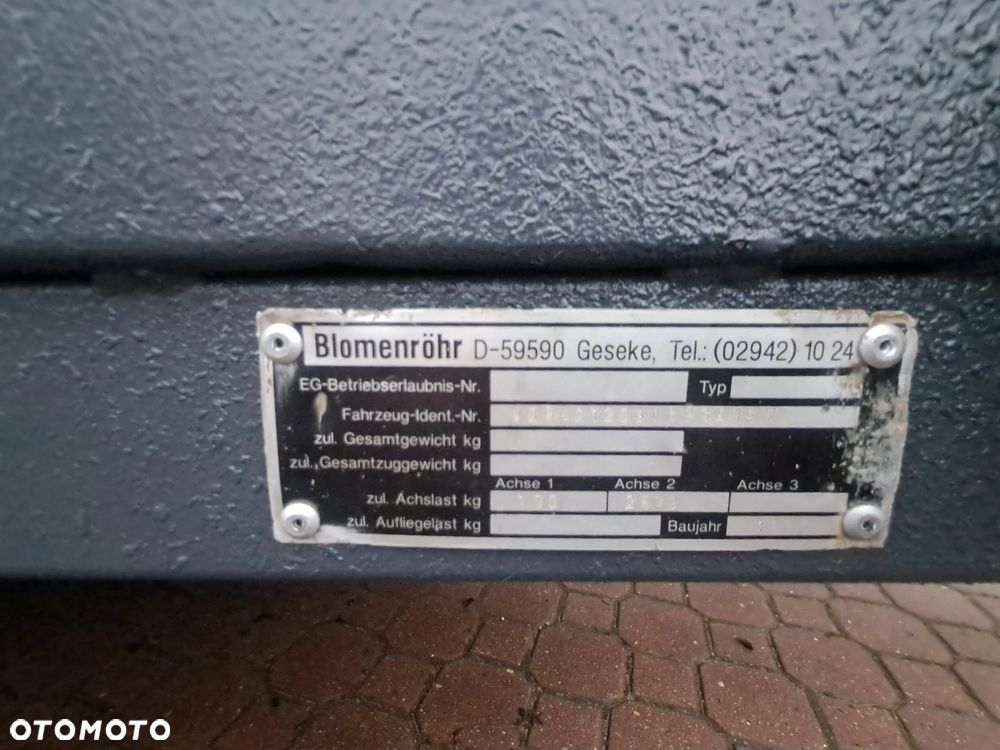 Blomenröhr D-59590 Geseke, Tel.: (02942) 10 24
EG-Betriebserlaubnis-Nr. Typ
Fahrzeug-Ident.-Nr.
zul. Gesamtgewicht kg
zul. Gesamtzuggewicht kg
Achse 1 Achse 2 Achse 3
zul. Achslast kg 100
zul. Aufliegelast kg Baujahr
OTOMOTO